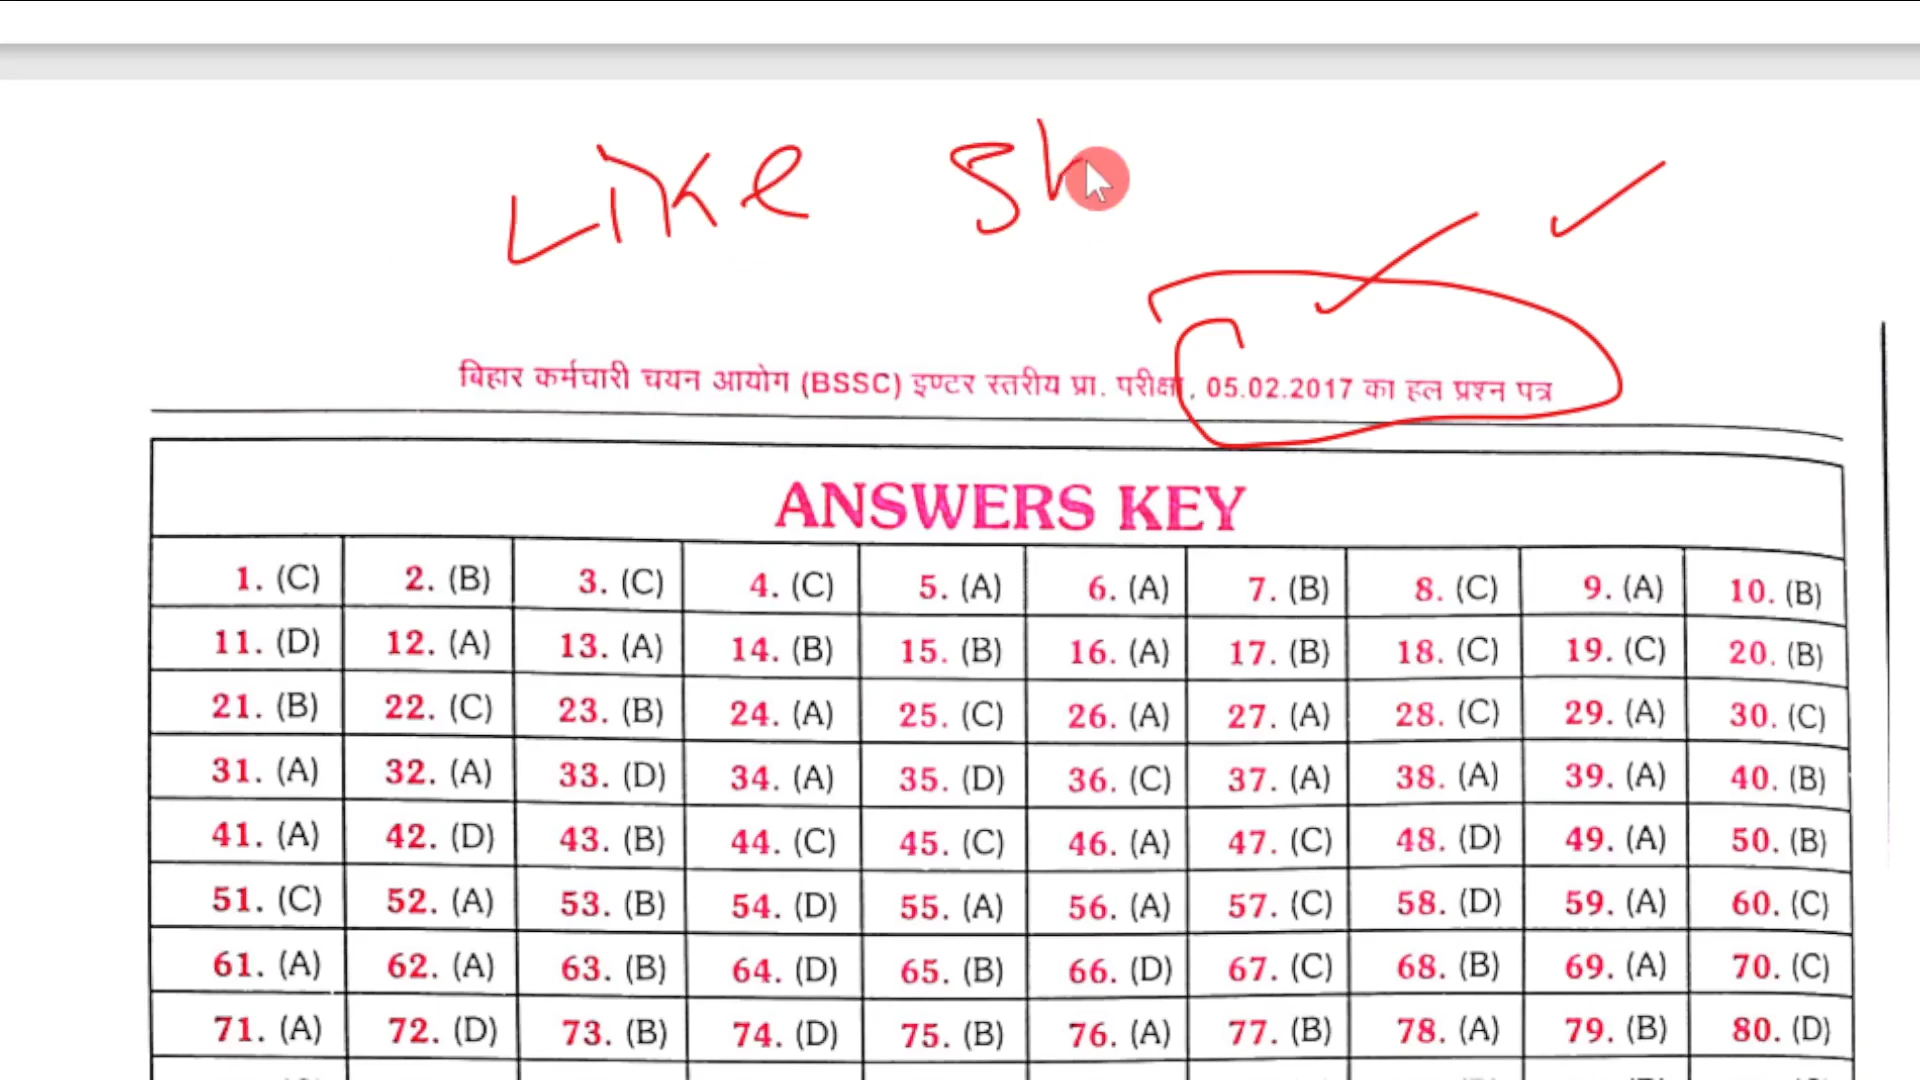 Like Sh
बिहार कर्मचारी चयन आयोग (BSSC) इण्टर स्तरीय प्रा. परीक्षा, 05.02.2017 का हल प्रश्न पत्र
ANSWERS KEY
1. (C) 2. (B) 3. (C) 4. (C) 5. (A) 6. (A) 7. (B) 8. (C) 9. (A) 10. (B)
11. (D) 12. (A) 13. (A) 14. (B) 15. (B) 16. (A) 17. (B) 18. (C) 19. (C) 20. (B)
21. (B) 22. (C) 23. (B) 24. (A) 25. (C) 26. (A) 27. (A) 28. (C) 29. (A) 30. (C)
31. (A) 32. (A) 33. (D) 34. (A) 35. (D) 36. (C) 37. (A) 38. (A) 39. (A) 40. (B)
41. (A) 42. (D) 43. (B) 44. (C) 45. (C) 46. (A) 47. (C) 48. (D) 49. (A) 50. (B)
51. (C) 52. (A) 53. (B) 54. (D) 55. (A) 56. (A) 57. (C) 58. (D) 59. (A) 60. (C)
61. (A) 62. (A) 63. (B) 64. (D) 65. (B) 66. (D) 67. (C) 68. (B) 69. (A) 70. (C)
71. (A) 72. (D) 73. (B) 74. (D) 75. (B) 76. (A) 77. (B) 78. (A) 79. (B) 80. (D)